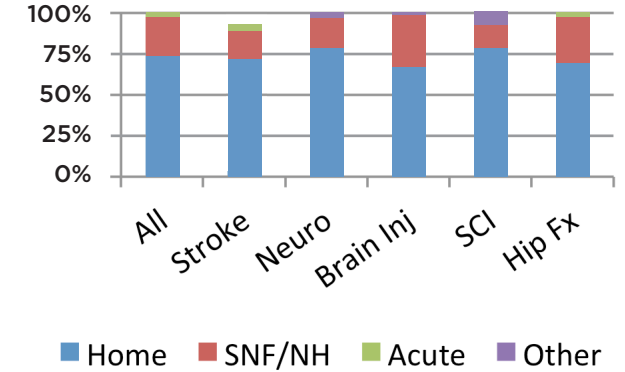 100%
75%
50%
25%
0%
All
Stroke
Neuro
Brain Inj
SCI
Hip Fx
Home SNF/NH Acute Other